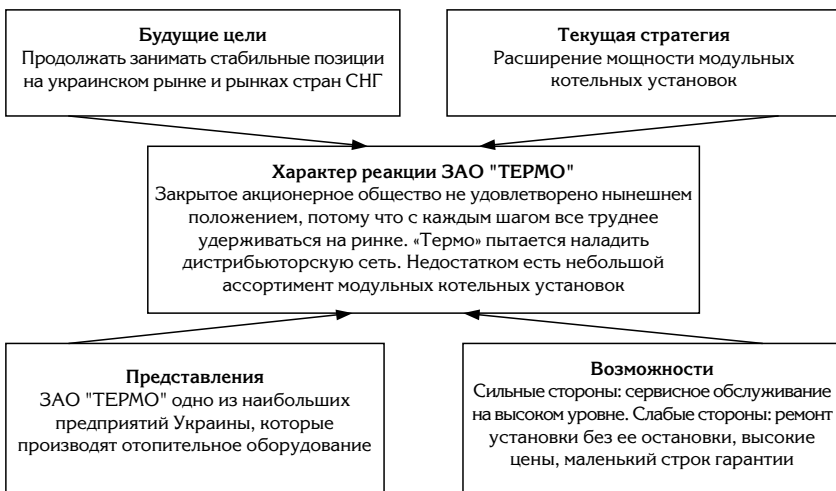 Будущие цели
Продолжать занимать стабильные позиции
на украинском рынке и рынках стран СНГ
Текущая стратегия
Расширение мощности модульных
котельных установок
Характер реакции ЗАО "ТЕРМО"
Закрытое акционерное общество не удовлетворено нынешнем
положением, потому что с каждым шагом все труднее
удерживаться на ринке. «Термо» пытается наладить
дистрибьюторскую сеть. Недостатком есть небольшой
ассортимент модульных котельных установок
Представления
ЗАО "ТЕРМО" одно из наибольших
предприятий Украины, которые
производят отопительное оборудование
Возможности
Сильные стороны: сервисное обслуживание
на высоком уровне. Слабые стороны: ремонт
установки без ее остановки, высокие
цены, маленький строк гарантии